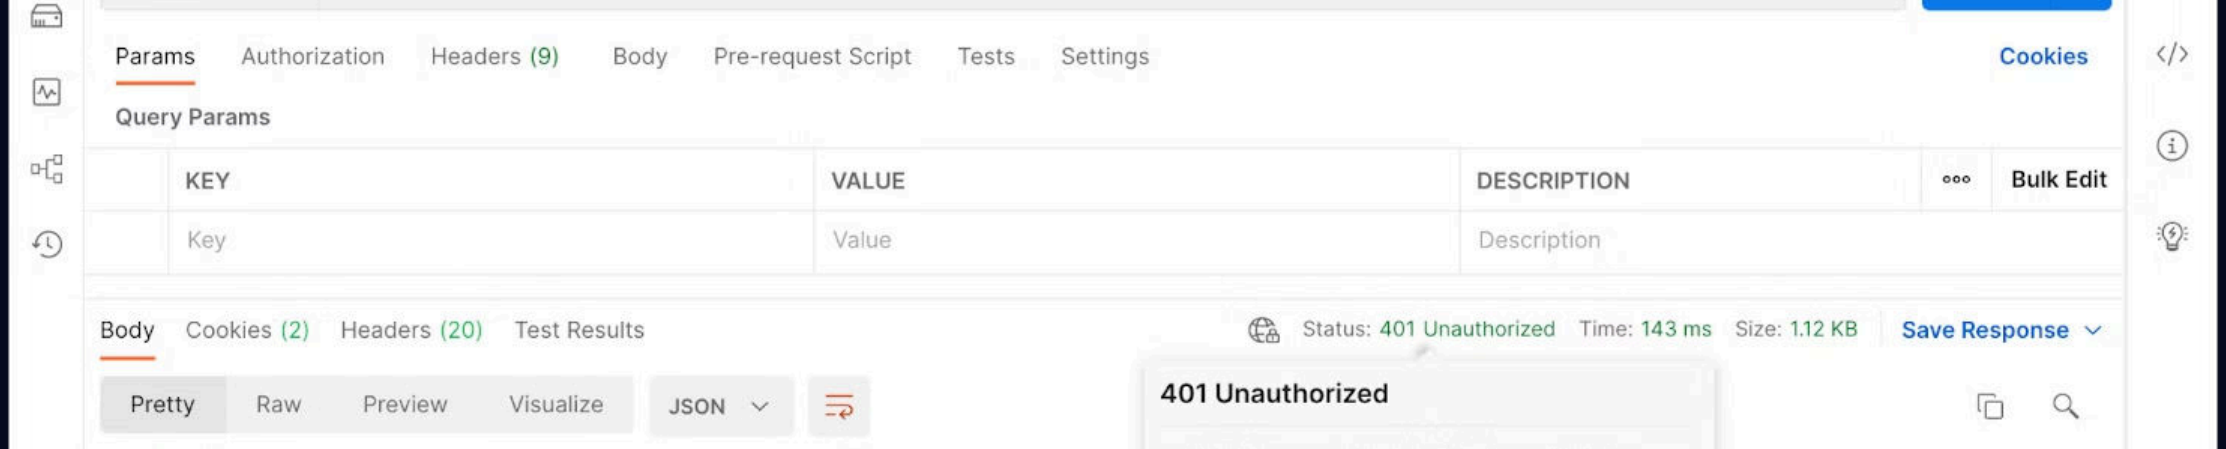 Params Authorization Headers (9) Body Pre-request Script Tests Settings Cookies
Query Params
KEY VALUE DESCRIPTION ooo Bulk Edit
Key Value Description
Body Cookies (2) Headers (20) Test Results Status: 401 Unauthorized Time: 143 ms Size: 1.12 KB Save Response
401 Unauthorized
Pretty Raw Preview Visualize JSON